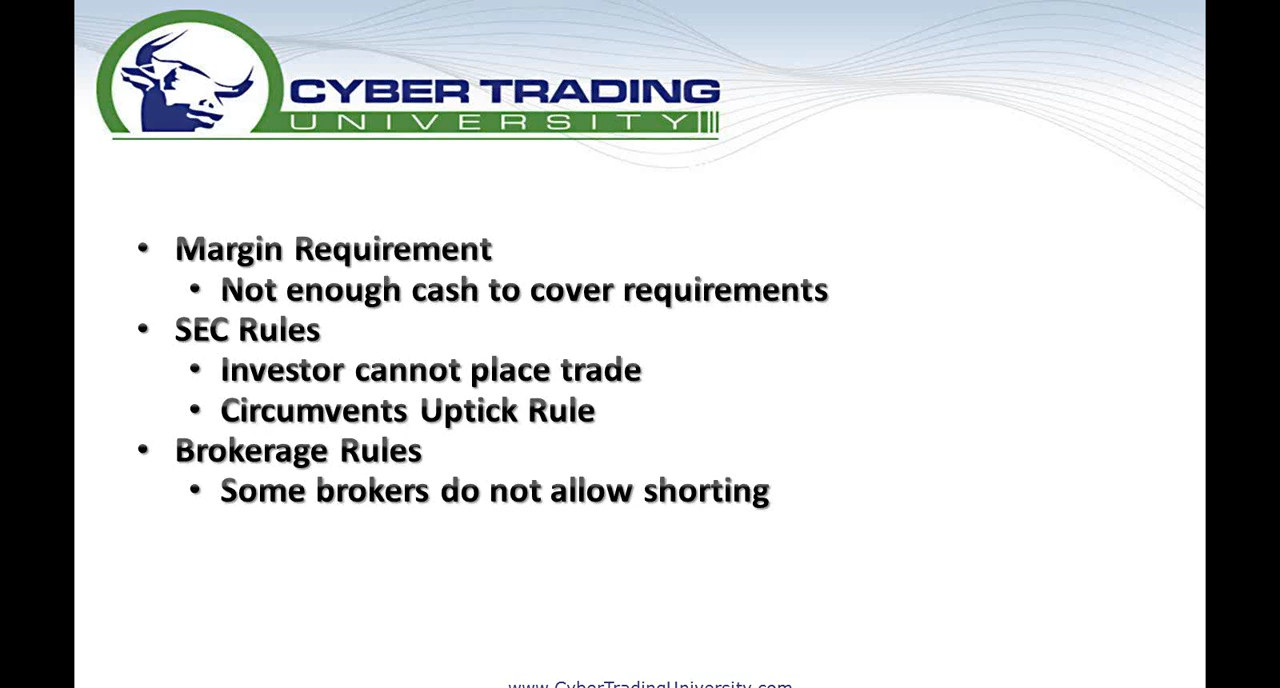 CYBER TRADING
UNIVERSITY
• Margin Requirement
• Not enough cash to cover requirements
• SEC Rules
• Investor cannot place trade
• Circumvents Uptick Rule
• Brokerage Rules
• Some brokers do not allow shorting
www.CyberTradingUniversity.com